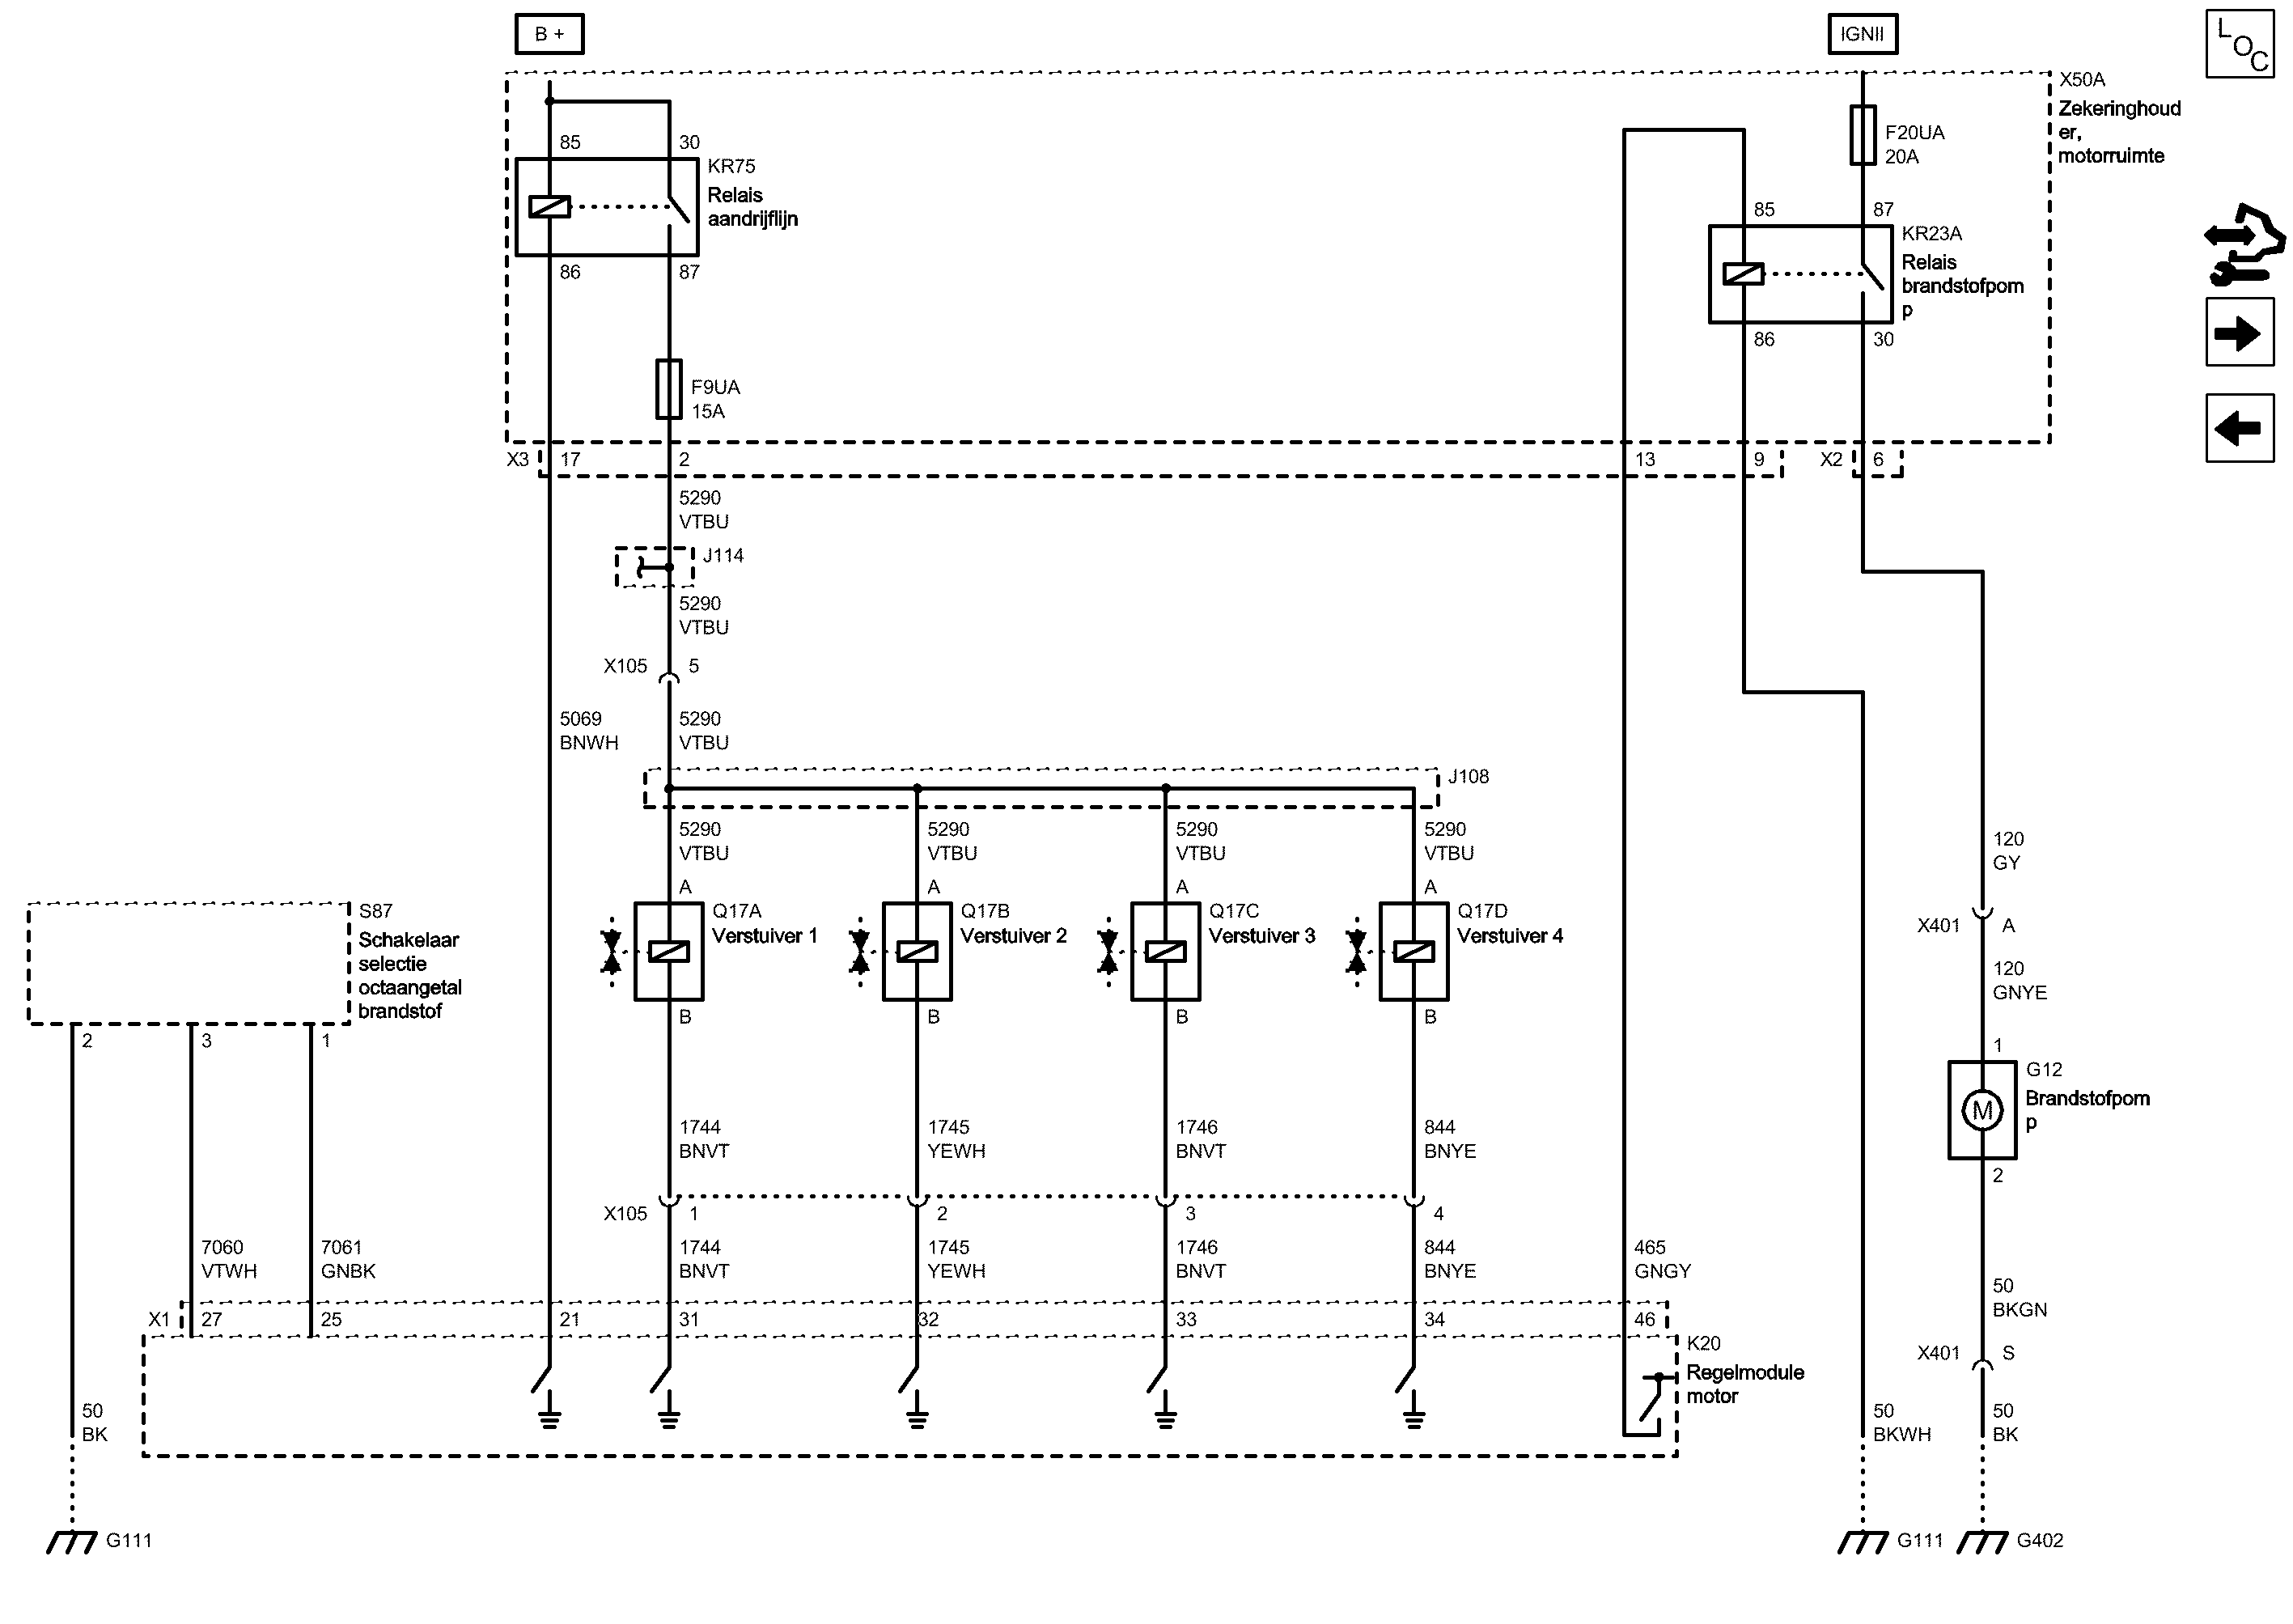 B +
IGNII
L
O
C
X50A
Zekeringhoud
er,
motorruimte
85
30
KR75
Relais
aandrijflijn
86
87
F9UA
15A
F20UA
20A
85
87
KR23A
Relais
brandstofpom
p
86
30
X3
17
2
13
9
X2
6
5290
VTBU
J114
5290
VTBU
X105
5
5069
BNWH
5290
VTBU
J108
5290
VTBU
5290
VTBU
5290
VTBU
5290
VTBU
120
GY
A
A
A
A
S87
Schakelaar
selectie
octaangetal
brandstof
Q17A
Verstuiver 1
Q17B
Verstuiver 2
Q17C
Verstuiver 3
Q17D
Verstuiver 4
X401
A
120
GNYE
B
B
B
B
2
3
1
1
G12
Brandstofpom
p
M
2
1744
BNVT
1745
YEWH
1746
BNVT
844
BNYE
X105
1
2
3
4
7060
VTWH
7061
GNBK
1744
BNVT
1745
YEWH
1746
BNVT
844
BNYE
465
GNGY
50
BKGN
X1
27
25
21
31
32
33
34
46
K20
Regelmodule
motor
X401
S
50
BK
50
BKWH
50
BK
G111
G111
G402